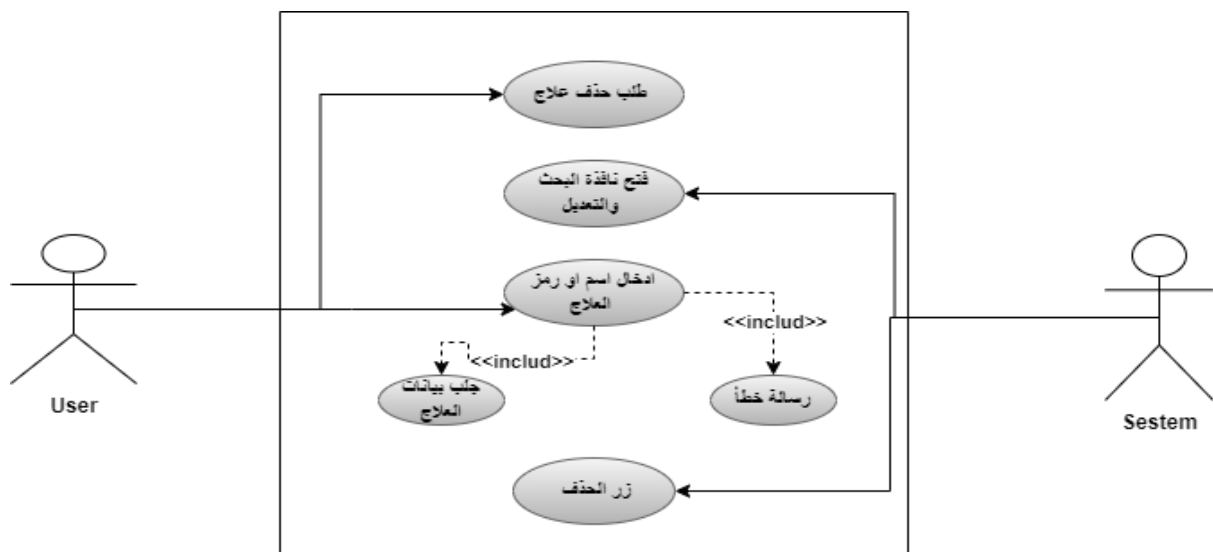 طلب حذف علاج
فتح نافذة البحث
والتعديل
ادخال اسم او رمز
العلاج
<<includ>>
<<includ>>
جلب بيانات
العلاج
رسالة خطأ
User
Sestem
زر الحذف